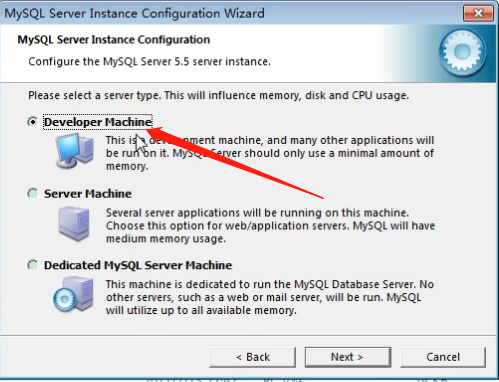 MySQL Server Instance Configuration Wizard
MySQL Server Instance Configuration
Configure the MySQL Server 5.5 server instance.
Please select a server type. This will influence memory, disk and CPU usage.
Developer Machine
This is development machine, and many other applications will
be run on it. MySQL Server should only use a minimal amount of
memory.
Server Machine
Several server applications will be running on this machine.
Choose this option for web/application servers. MySQL will have
medium memory usage.
Dedicated MySQL Server Machine
This machine is dedicated to run the MySQL Database Server. No
other servers, such as a web or mail server, will be run. MySQL
will utilize up to all available memory.
< Back
Next >
Cancel